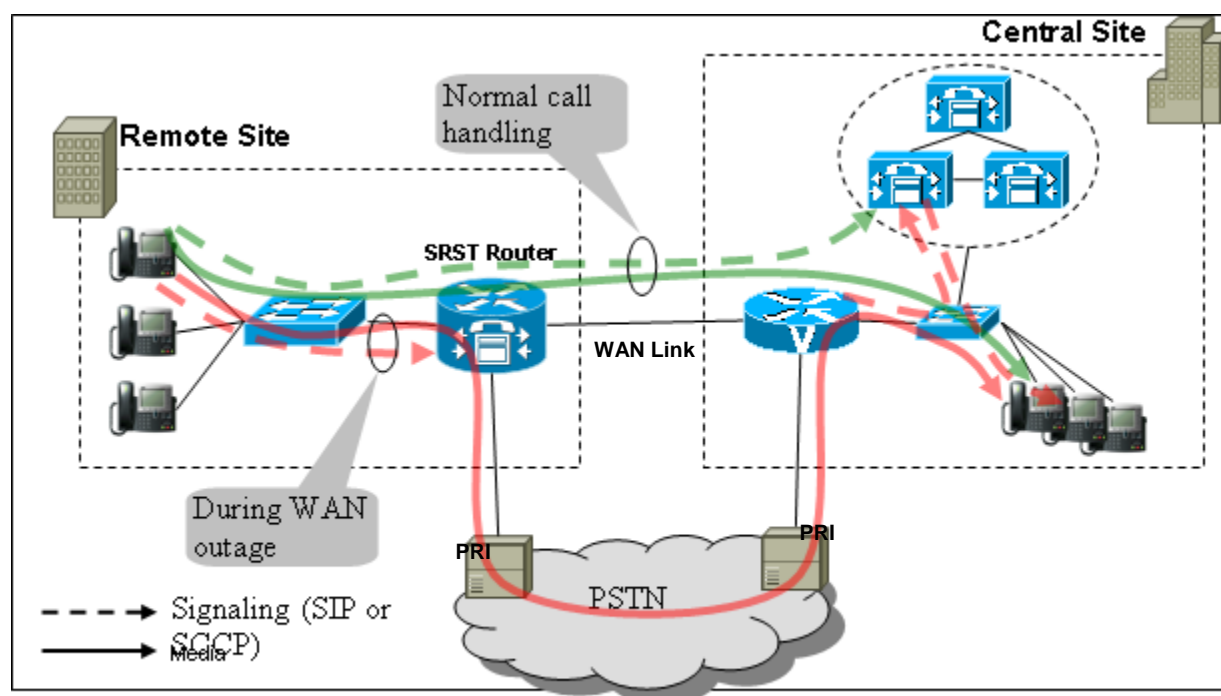 Central Site
Normal call
handling
Remote Site
SRST Router
WAN Link
During WAN
outage
PRI
PRI
PSTN
Signaling (SIP or
SCCP)
Media
V